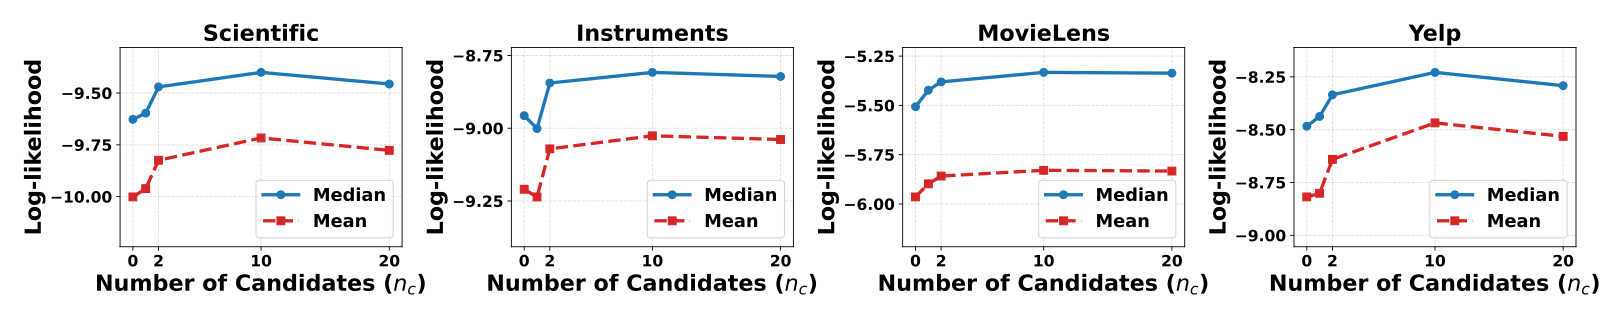 Scientific
Log-likelihood
−9.50
−9.75
−10.00
Median
Mean
0 2 10 20
Number of Candidates (n_c)
Instruments
Log-likelihood
−8.75
−9.00
−9.25
Median
Mean
0 2 10 20
Number of Candidates (n_c)
MovieLens
Log-likelihood
−5.25
−5.50
−5.75
−6.00
Median
Mean
0 2 10 20
Number of Candidates (n_c)
Yelp
Log-likelihood
−8.25
−8.50
−8.75
−9.00
Median
Mean
0 2 10 20
Number of Candidates (n_c)